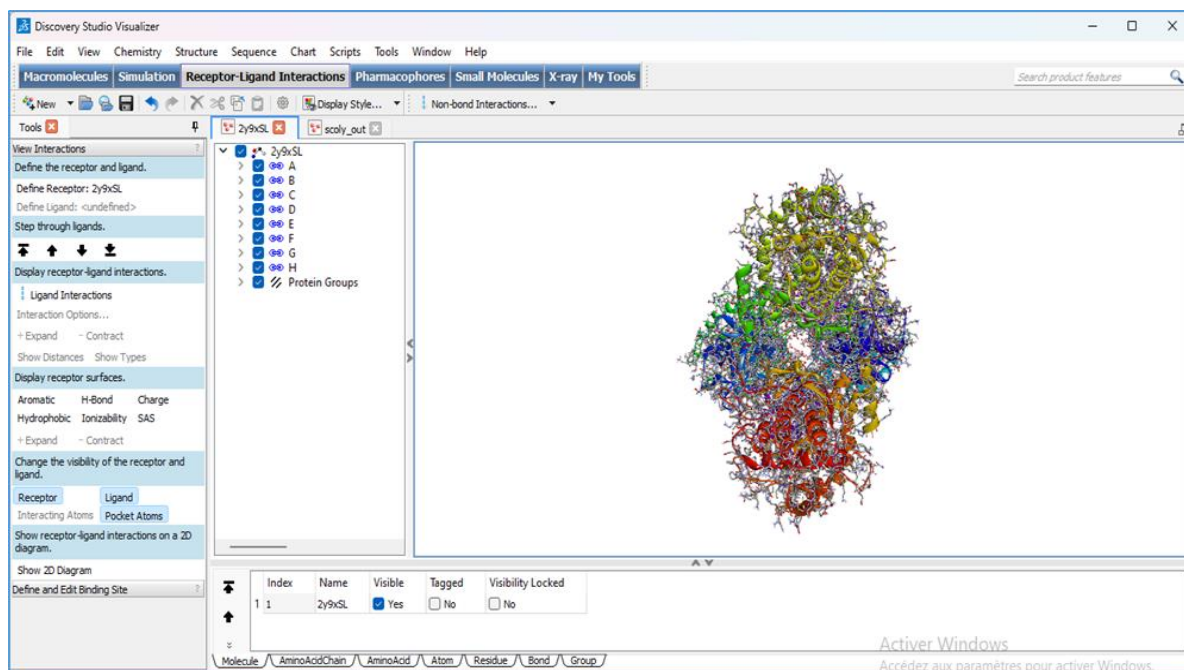 Discovery Studio Visualizer
File Edit View Chemistry Structure Sequence Chart Scripts Tools Window Help
Macromolecules Simulation Receptor-Ligand Interactions Pharmacophores Small Molecules X-ray My Tools Search product features
New Display Style... Non-bond Interactions...
Tools 2y9xSL scoly_out
View Interactions ?
Define the receptor and ligand.
Define Receptor: 2y9xSL
Define Ligand: <undefined>
Step through ligands.
Display receptor-ligand interactions.
Ligand Interactions
Interaction Options...
+ Expand - Contract
Show Distances Show Types
Display receptor surfaces.
Aromatic H-Bond Charge
Hydrophobic Ionizability SAS
+ Expand - Contract
Change the visibility of the receptor and
ligand.
Receptor Ligand
Interacting Atoms Pocket Atoms
Show receptor-ligand interactions on a 2D
diagram.
Show 2D Diagram
Define and Edit Binding Site ?
2y9xSL
A
B
C
D
E
F
G
H
Protein Groups
Index Name Visible Tagged Visibility Locked
1 1 2y9xSL Yes No No
Molecule AminoAcidChain AminoAcid Atom Residue Bond Group
Activer Windows
Accédez aux paramètres pour activer Windows.